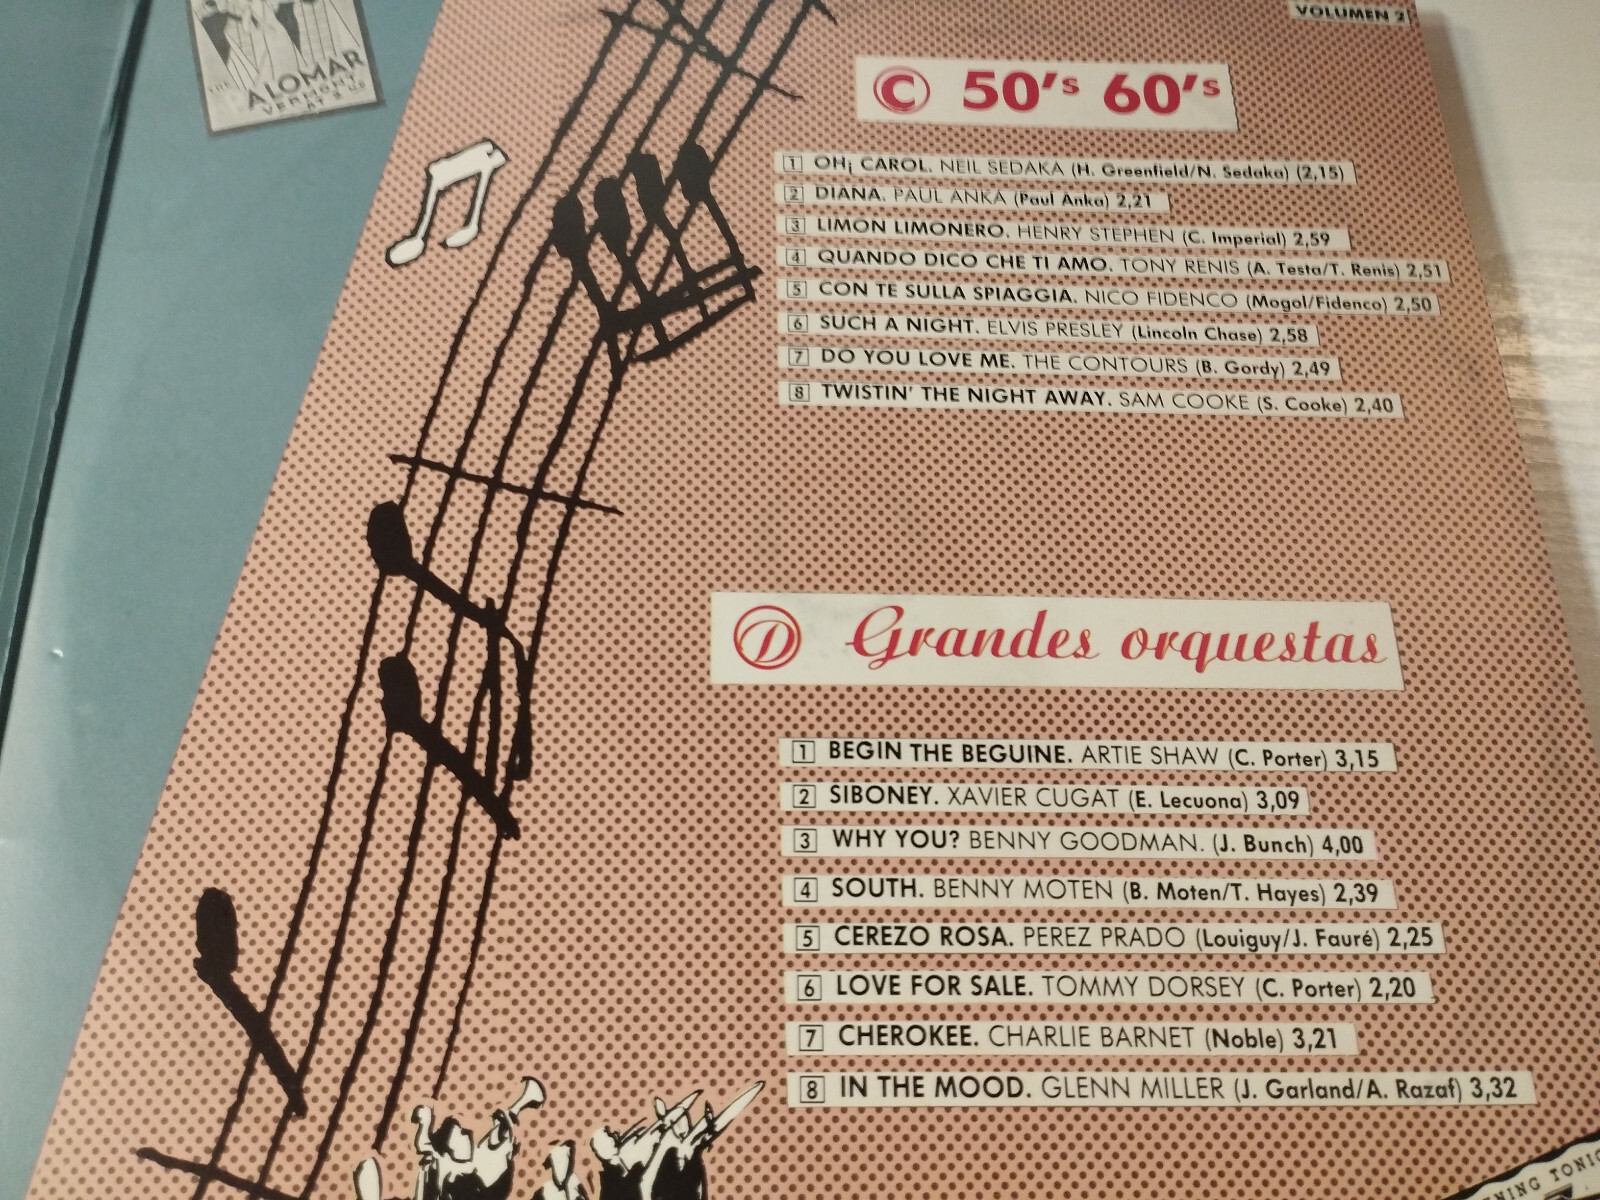 THE
ALOMAR
VERMONT
AT 2
VOLUMEN 2
C 50's 60's
1 OH¡ CAROL. NEIL SEDAKA (H. Greenfield/N. Sedaka) (2,15)
2 DIANA. PAUL ANKA (Paul Anka) 2,21
3 LIMON LIMONERO. HENRY STEPHEN (C. Imperial) 2,59
4 QUANDO DICO CHE TI AMO. TONY RENIS (A. Testa/T. Renis) 2,51
5 CON TE SULLA SPIAGGIA. NICO FIDENCO (Mogol/Fidenco) 2,50
6 SUCH A NIGHT. ELVIS PRESLEY (Lincoln Chase) 2,58
7 DO YOU LOVE ME. THE CONTOURS (B. Gordy) 2,49
8 TWISTIN' THE NIGHT AWAY. SAM COOKE (S. Cooke) 2,40
D Grandes orquestas
1 BEGIN THE BEGUINE. ARTIE SHAW (C. Porter) 3,15
2 SIBONEY. XAVIER CUGAT (E. Lecuona) 3,09
3 WHY YOU? BENNY GOODMAN. (J. Bunch) 4,00
4 SOUTH. BENNY MOTEN (B. Moten/T. Hayes) 2,39
5 CEREZO ROSA. PEREZ PRADO (Louiguy/J. Fauré) 2,25
6 LOVE FOR SALE. TOMMY DORSEY (C. Porter) 2,20
7 CHEROKEE. CHARLIE BARNET (Noble) 3,21
8 IN THE MOOD. GLENN MILLER (J. Garland/A. Razaf) 3,32